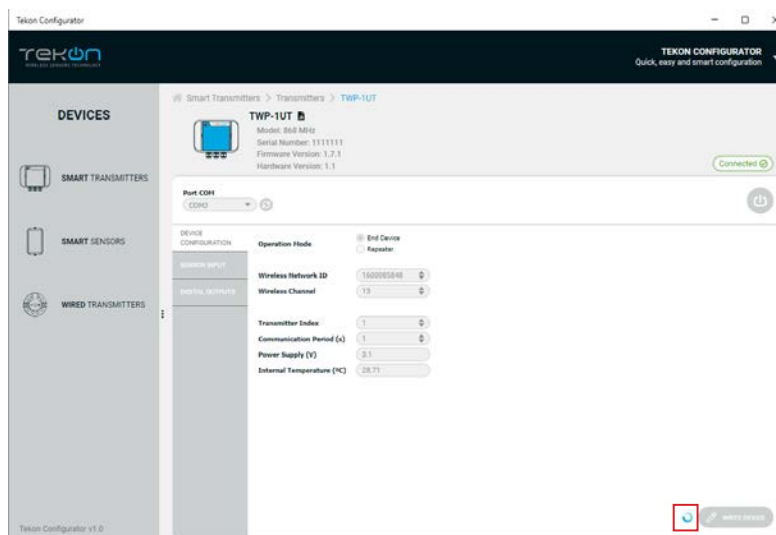 Tekon Configurator
Tekon
WIRELESS SENSORS TECHNOLOGY
TEKON CONFIGURATOR
Quick, easy and smart configuration
DEVICES
SMART TRANSMITTERS
SMART SENSORS
WIRED TRANSMITTERS
Tekon Configurator v1.0
Smart Transmitters > Transmitters > TWP-1UT
TWP-1UT
Model: 868 MHz
Serial Number: 1111111
Firmware Version: 1.7.1
Hardware Version: 1.1
Connected
Port COM
COM3
DEVICE
CONFIGURATION
SENSOR INPUT
DIGITAL OUTPUTS
Operation Mode
End Device
Repeater
Wireless Network ID
Wireless Channel 13
Transmitter Index 1
Communication Period (s) 1
Power Supply (V) 3.1
Internal Temperature (ºC) 28.71
WRITE DEVICE